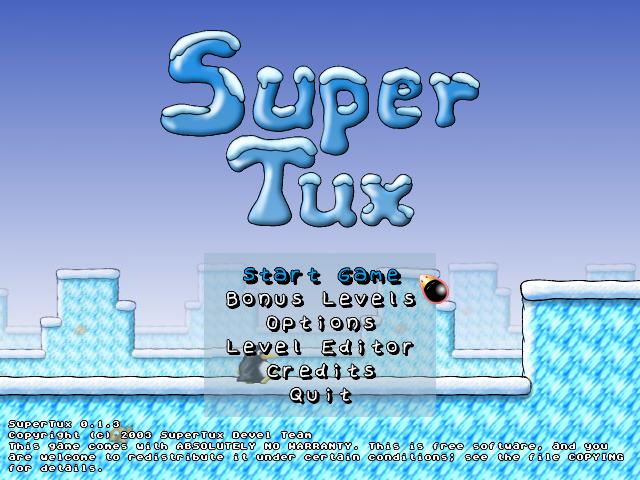 Super
Tux
Start Game
Bonus Levels
Options
Level Editor
Credits
Quit
SuperTux 0.1.3
Copyright (c) 2003 SuperTux Devel Team
This game comes with ABSOLUTELY NO WARRANTY. This is free software, and you
are welcome to redistribute it under certain conditions; see the file COPYING
for details.